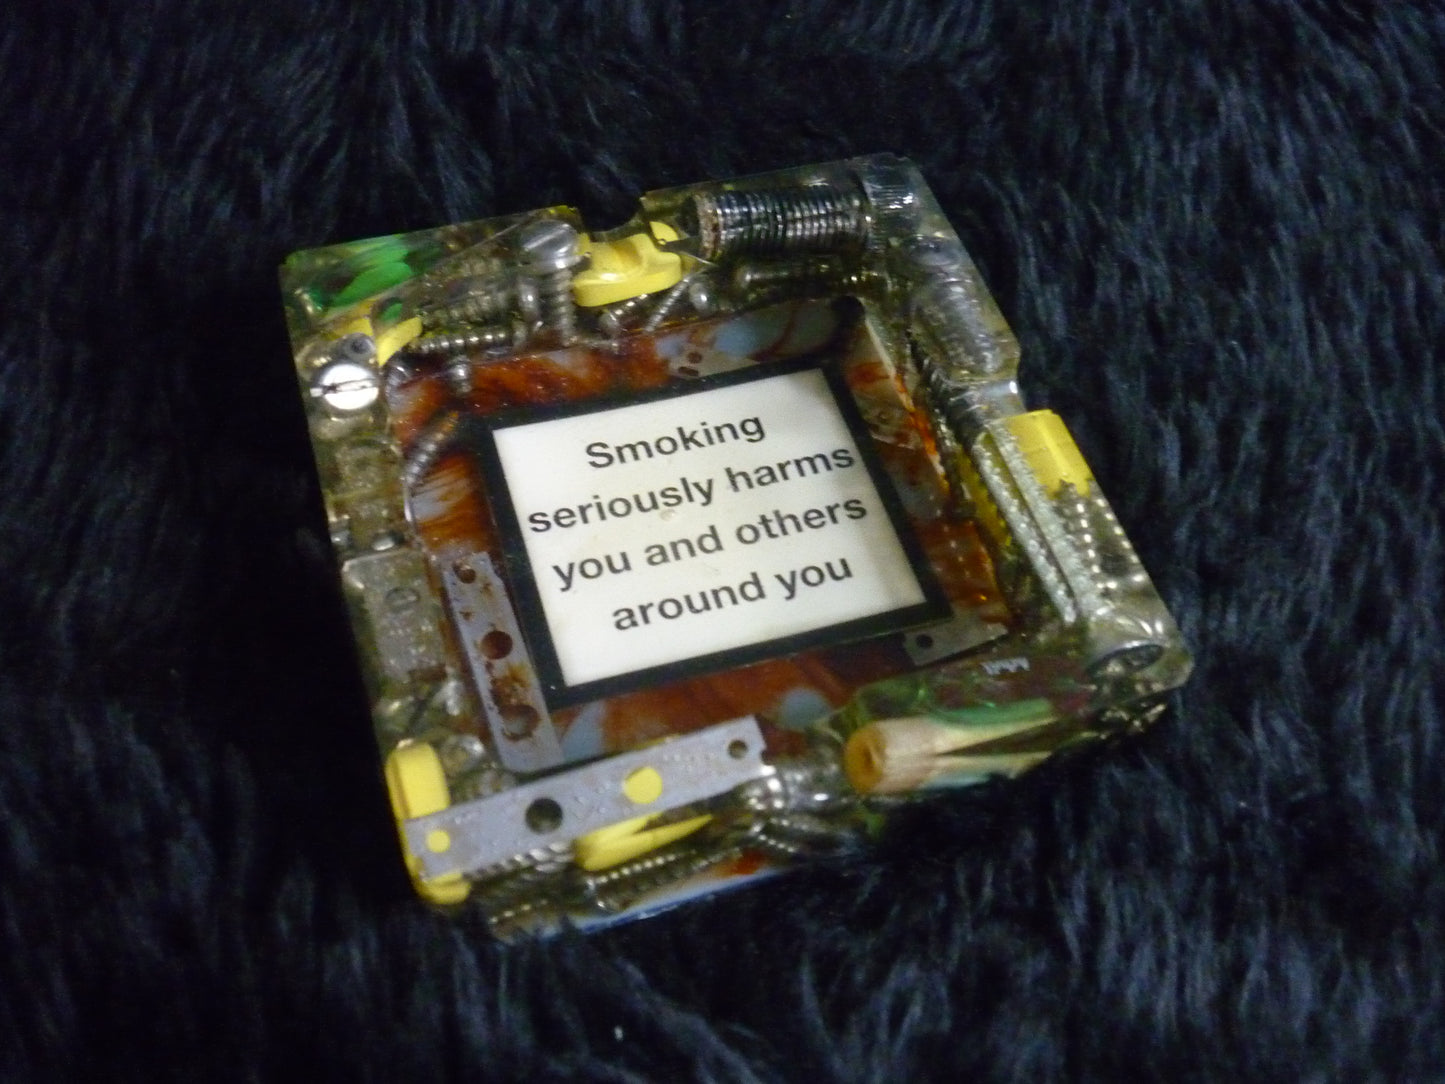 Smoking
seriously harms
you and others
around you